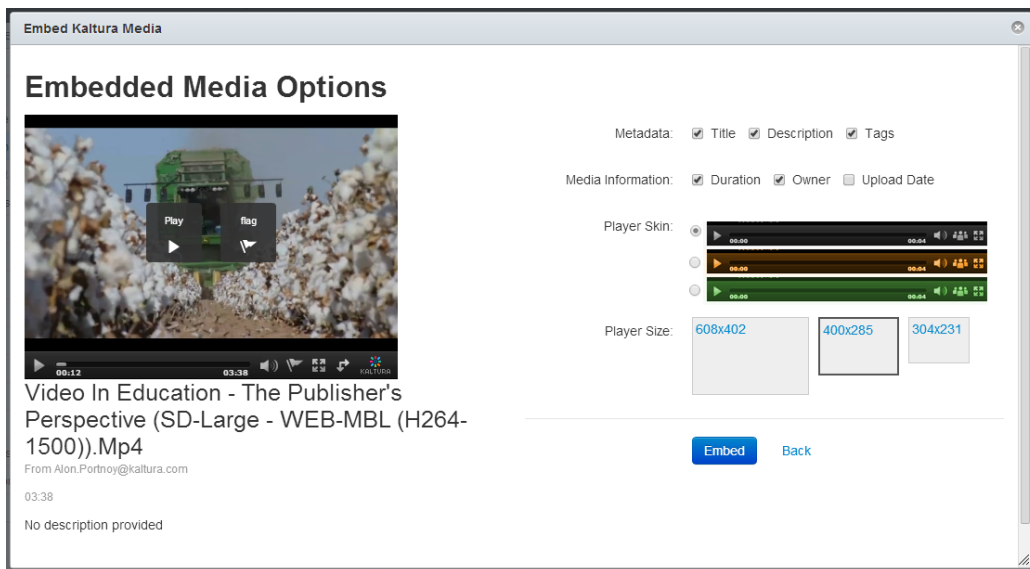 Embed Kaltura Media
Embedded Media Options
Play
flag
00:12
03:38
KALTURA
Video In Education - The Publisher's
Perspective (SD-Large - WEB-MBL (H264-
1500)).Mp4
From Alon.Portnoy@kaltura.com
03:38
No description provided
Metadata: Title Description Tags
Media Information: Duration Owner Upload Date
Player Skin:
00:00 00:04
00:00 00:04
00:00 00:04
Player Size: 608x402 400x285 304x231
Embed Back